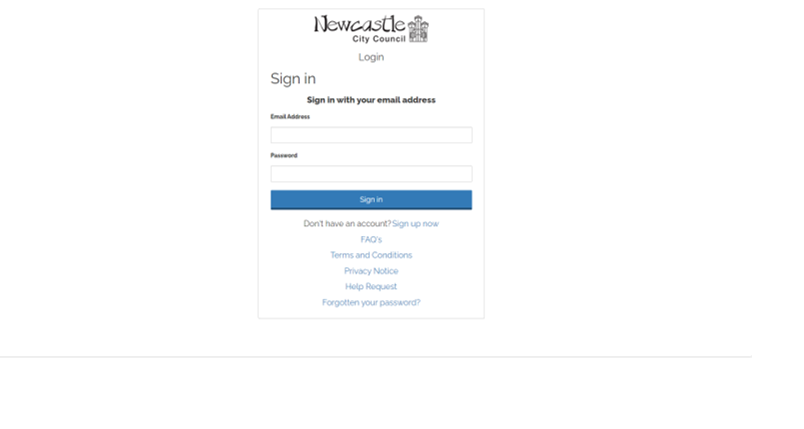 Newcastle
City Council
Login
Sign in
Sign in with your email address
Email Address
Password
Sign in
Don't have an account? Sign up now
FAQ's
Terms and Conditions
Privacy Notice
Help Request
Forgotten your password?